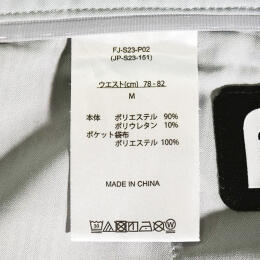 FJ-S23-P02
(JP-S23-151)
ウエスト(cm) 78 - 82
M
本体 ポリエステル 90%
ポリウレタン 10%
ポケット袋布
ポリエステル 100%
MADE IN CHINA